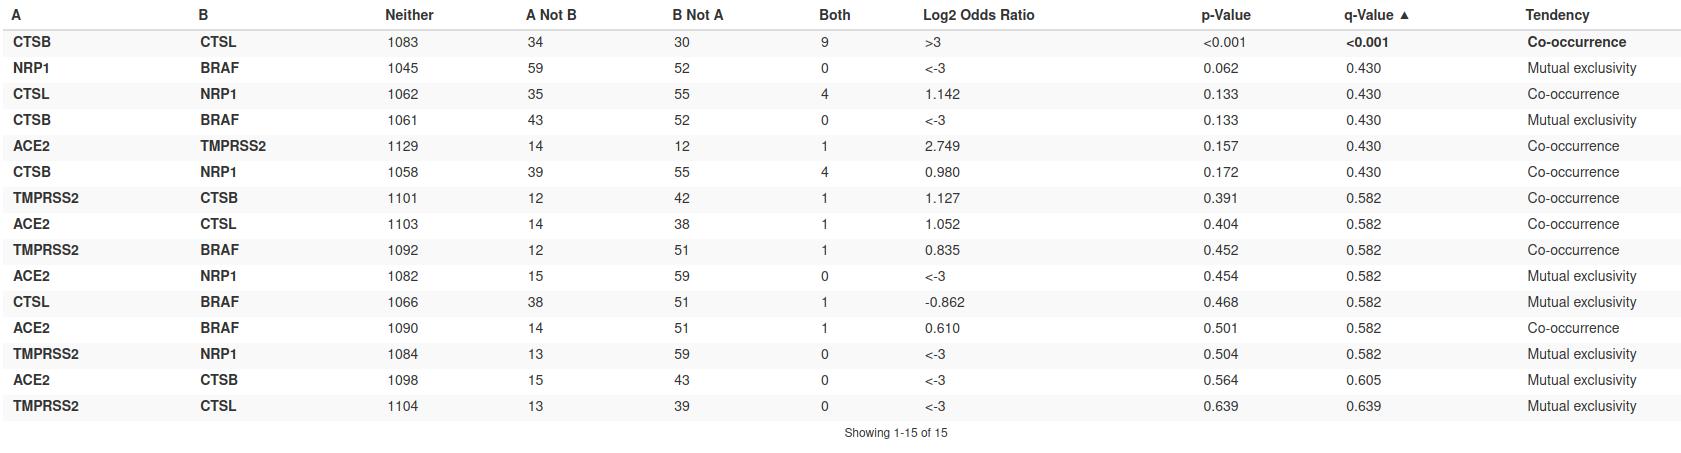 A B Neither A Not B B Not A Both Log2 Odds Ratio p-Value q-Value ▲ Tendency
CTSB CTSL 1083 34 30 9 >3 <0.001 <0.001 Co-occurrence
NRP1 BRAF 1045 59 52 0 <-3 0.062 0.430 Mutual exclusivity
CTSL NRP1 1062 35 55 4 1.142 0.133 0.430 Co-occurrence
CTSB BRAF 1061 43 52 0 <-3 0.133 0.430 Mutual exclusivity
ACE2 TMPRSS2 1129 14 12 1 2.749 0.157 0.430 Co-occurrence
CTSB NRP1 1058 39 55 4 0.980 0.172 0.430 Co-occurrence
TMPRSS2 CTSB 1101 12 42 1 1.127 0.391 0.582 Co-occurrence
ACE2 CTSL 1103 14 38 1 1.052 0.404 0.582 Co-occurrence
TMPRSS2 BRAF 1092 12 51 1 0.835 0.452 0.582 Co-occurrence
ACE2 NRP1 1082 15 59 0 <-3 0.454 0.582 Mutual exclusivity
CTSL BRAF 1066 38 51 1 -0.862 0.468 0.582 Mutual exclusivity
ACE2 BRAF 1090 14 51 1 0.610 0.501 0.582 Co-occurrence
TMPRSS2 NRP1 1084 13 59 0 <-3 0.504 0.582 Mutual exclusivity
ACE2 CTSB 1098 15 43 0 <-3 0.564 0.605 Mutual exclusivity
TMPRSS2 CTSL 1104 13 39 0 <-3 0.639 0.639 Mutual exclusivity
Showing 1-15 of 15